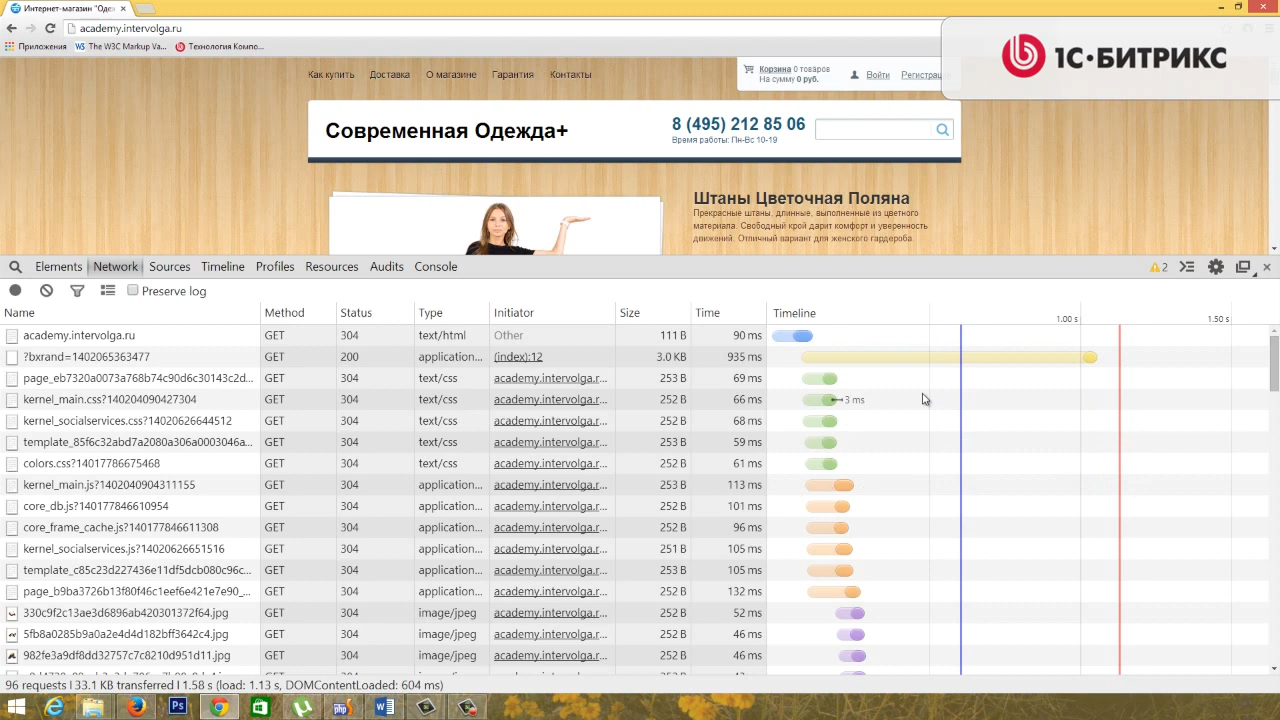 Интернет-магазин "Оде
academy.intervolga.ru
Приложения
W3C The W3C Markup Va...
Технология Компо...
1С•БИТРИКС
Как купить Доставка О магазине Гарантия Контакты
Корзина 0 товаров
На сумму 0 руб.
Войти
Современная Одежда+
8 (495) 212 85 06
Время работы: Пн-Вс 10-19
Штаны Цветочная Поляна
Прекрасные штаны, длинные, выполненные из цветного
материала. Свободный крой дарит комфорт и уверенность
движений. Отличный вариант для женского гардероба.
Elements Network Sources Timeline Profiles Resources Audits Console
2
Preserve log
Name Method Status Type Initiator Size Time Timeline 1.00 s 1.50 s
academy.intervolga.ru GET 304 text/html Other 111 B 90 ms
?bxrand=1402065363477 GET 200 application... (index):12 3.0 KB 935 ms
page_eb7320a0073a768b74c90d6c30143c2d... GET 304 text/css academy.intervolga.r... 253 B 69 ms
kernel_main.css?140204090427304 GET 304 text/css academy.intervolga.r... 252 B 66 ms 3 ms
kernel_socialservices.css?14020626644512 GET 304 text/css academy.intervolga.r... 252 B 68 ms
template_85f6c32abd7a2080a306a0003046a... GET 304 text/css academy.intervolga.r... 252 B 59 ms
colors.css?14017786675468 GET 304 text/css academy.intervolga.r... 252 B 61 ms
kernel_main.js?1402040904311155 GET 304 application... academy.intervolga.r... 253 B 113 ms
core_db.js?140177846610954 GET 304 application... academy.intervolga.r... 252 B 101 ms
core_frame_cache.js?140177846611308 GET 304 application... academy.intervolga.r... 252 B 96 ms
kernel_socialservices.js?14020626651516 GET 304 application... academy.intervolga.r... 251 B 105 ms
template_c85c23d227436e11df5dcb080c96c... GET 304 application... academy.intervolga.r... 253 B 105 ms
page_b9ba3726b13f80f46c1eef6e421e7e90_... GET 304 application... academy.intervolga.r... 252 B 132 ms
330c9f2c13ae3d6896ab420301372f64.jpg GET 304 image/jpeg academy.intervolga.r... 252 B 52 ms
5fb8a0285b9a0a2e4d4d182bff3642c4.jpg GET 304 image/jpeg academy.intervolga.r... 252 B 46 ms
982fe3a9df8dd32757c7c8210d951d11.jpg GET 304 image/jpeg academy.intervolga.r... 252 B 46 ms
96 requests | 33.1 KB transferred | 1.58 s (load: 1.13 s, DOMContentLoaded: 604 ms)